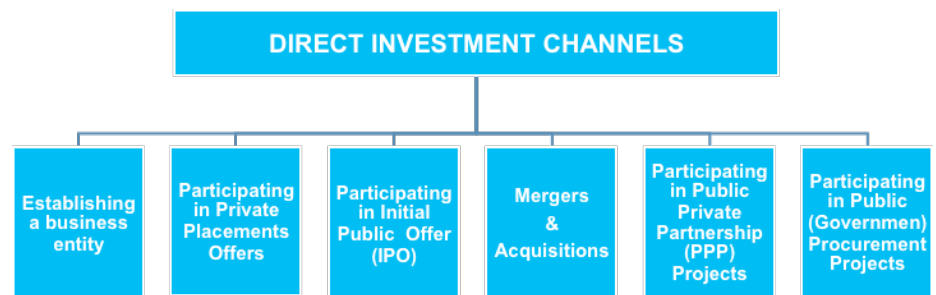 DIRECT INVESTMENT CHANNELS
Establishing
a business
entity
Participating
in Private
Placements
Offers
Participating
in Initial
Public Offer
(IPO)
Mergers
&
Acquisitions
Participating
in Public
Private
Partnership
(PPP)
Projects
Participating
in Public
(Governmen)
Procurement
Projects